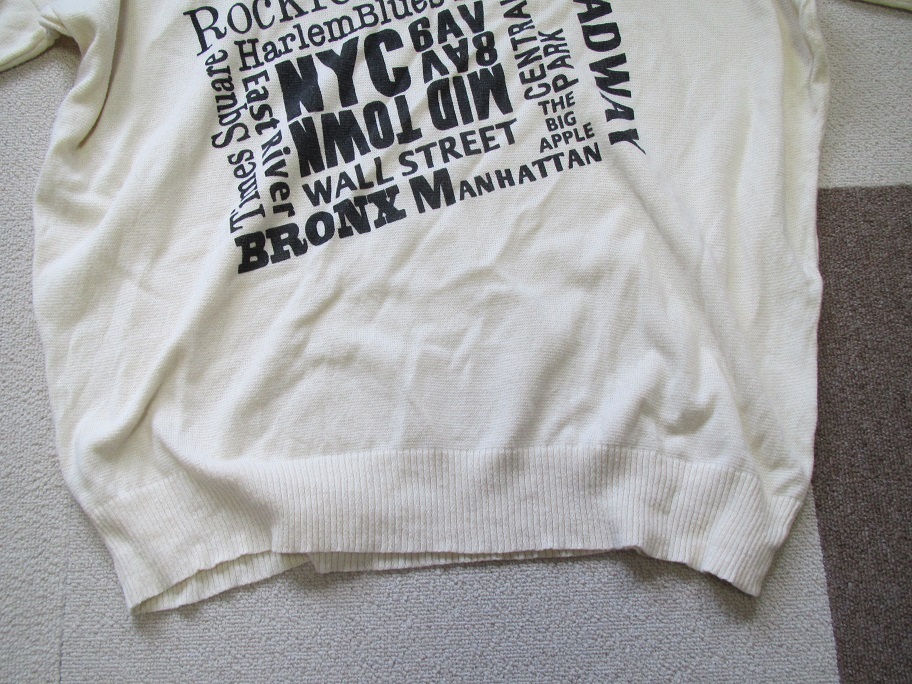 Harlem Blues
NYC
6AV
8AV
MID TOWN
WALL STREET
BRONX MANHATTAN
Times Square
East River
PARK
THE
BIG
APPLE